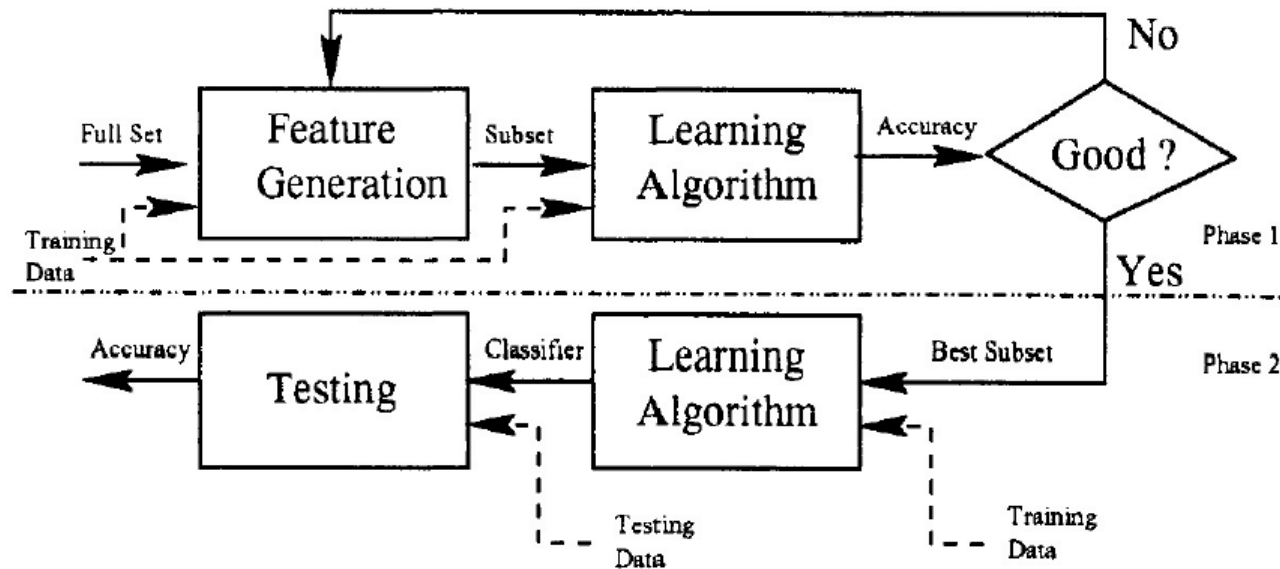 No
Full Set
Feature
Generation
Subset
Learning
Algorithm
Accuracy
Good ?
Training
Data
Phase 1
Yes
Accuracy
Testing
Classifier
Learning
Algorithm
Best Subset
Phase 2
Testing
Data
Training
Data